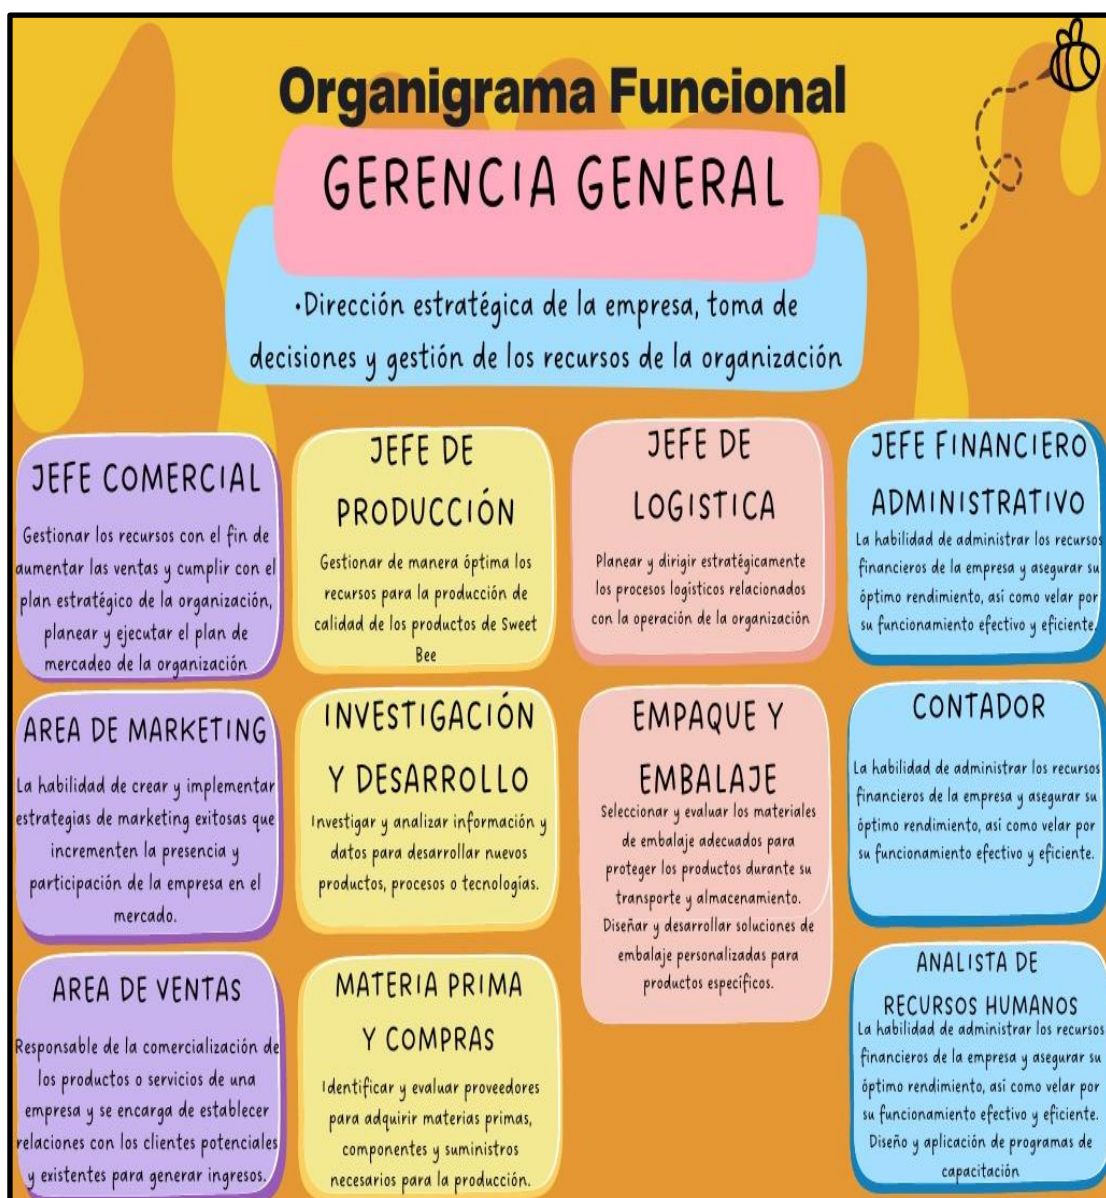 Organigrama Funcional
GERENCIA GENERAL
•Dirección estratégica de la empresa, toma de
decisiones y gestión de los recursos de la organización
JEFE COMERCIAL
Gestionar los recursos con el fin de
aumentar las ventas y cumplir con el
plan estratégico de la organización,
planear y ejecutar el plan de
mercadeo de la organización
JEFE DE
PRODUCCIÓN
Gestionar de manera óptima los
recursos para la producción de
calidad de los productos de Sweet
Bee
JEFE DE
LOGISTICA
Planear y dirigir estratégicamente
los procesos logísticos relacionados
con la operación de la organización
JEFE FINANCIERO
ADMINISTRATIVO
La habilidad de administrar los recursos
financieros de la empresa y asegurar su
óptimo rendimiento, así como velar por
su funcionamiento efectivo y eficiente.
AREA DE MARKETING
La habilidad de crear y implementar
estrategias de marketing exitosas que
incrementen la presencia y
participación de la empresa en el
mercado.
INVESTIGACIÓN
Y DESARROLLO
Investigar y analizar información y
datos para desarrollar nuevos
productos, procesos o tecnologías.
EMPAQUE Y
EMBALAJE
Seleccionar y evaluar los materiales
de embalaje adecuados para
proteger los productos durante su
transporte y almacenamiento.
Diseñar y desarrollar soluciones de
embalaje personalizadas para
productos específicos.
CONTADOR
La habilidad de administrar los recursos
financieros de la empresa y asegurar su
óptimo rendimiento, así como velar por
su funcionamiento efectivo y eficiente.
AREA DE VENTAS
Responsable de la comercialización de
los productos o servicios de una
empresa y se encarga de establecer
relaciones con los clientes potenciales
y existentes para generar ingresos.
MATERIA PRIMA
Y COMPRAS
Identificar y evaluar proveedores
para adquirir materias primas,
componentes y suministros
necesarios para la producción.
ANALISTA DE
RECURSOS HUMANOS
La habilidad de administrar los recursos
financieros de la empresa y asegurar su
óptimo rendimiento, así como velar por
su funcionamiento efectivo y eficiente.
Diseño y aplicación de programas de
capacitación